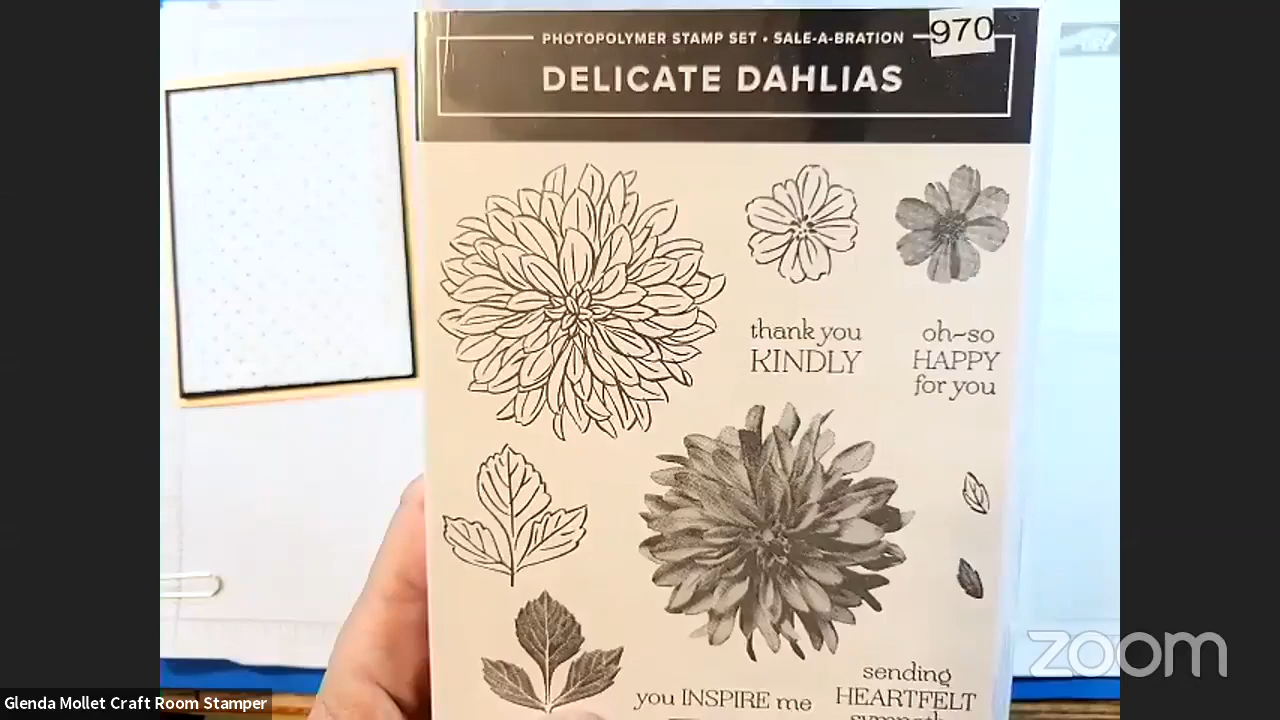 PHOTOPOLYMER STAMP SET • SALE-A-BRATION
970
DELICATE DAHLIAS
thank you
KINDLY
oh-so
HAPPY
for you
you INSPIRE me
sending
HEARTFELT
zoom
Glenda Mollet Craft Room Stamper